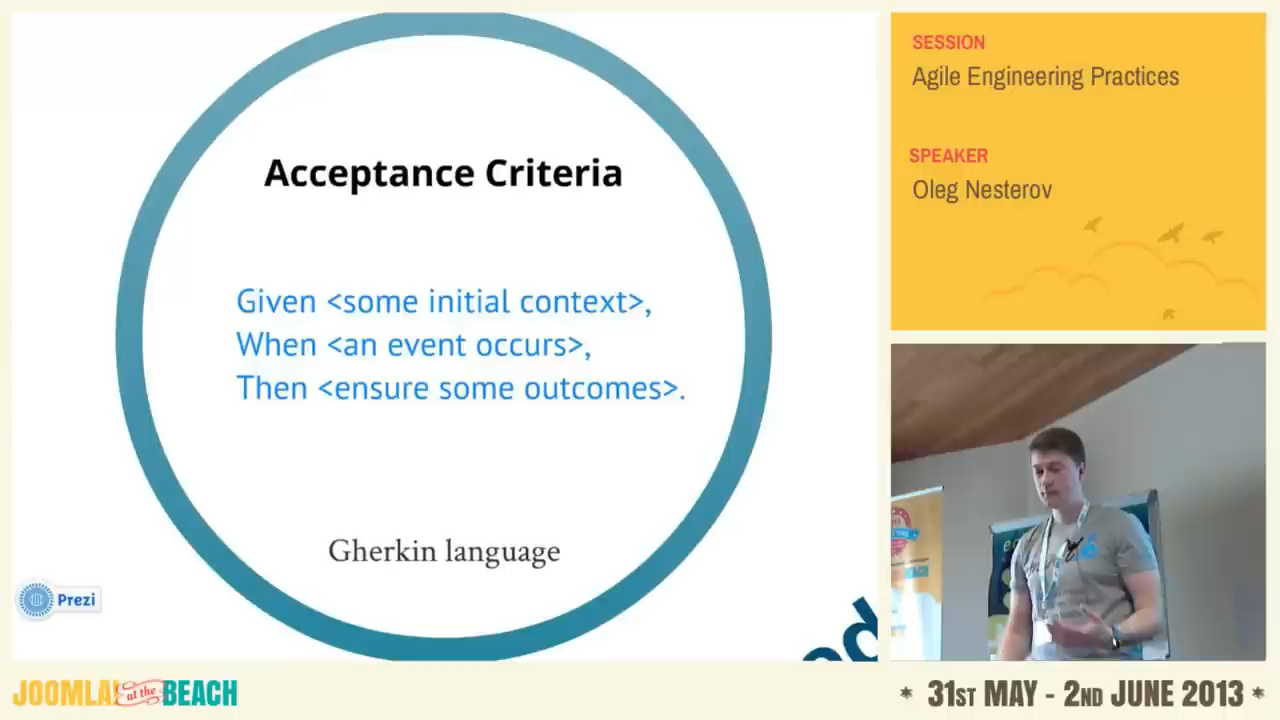 Acceptance Criteria
Given <some initial context>,
When <an event occurs>,
Then <ensure some outcomes>.
Gherkin language
Prezi
SESSION
Agile Engineering Practices
SPEAKER
Oleg Nesterov
JOOMLA! at the BEACH
* 31ST MAY - 2ND JUNE 2013 *